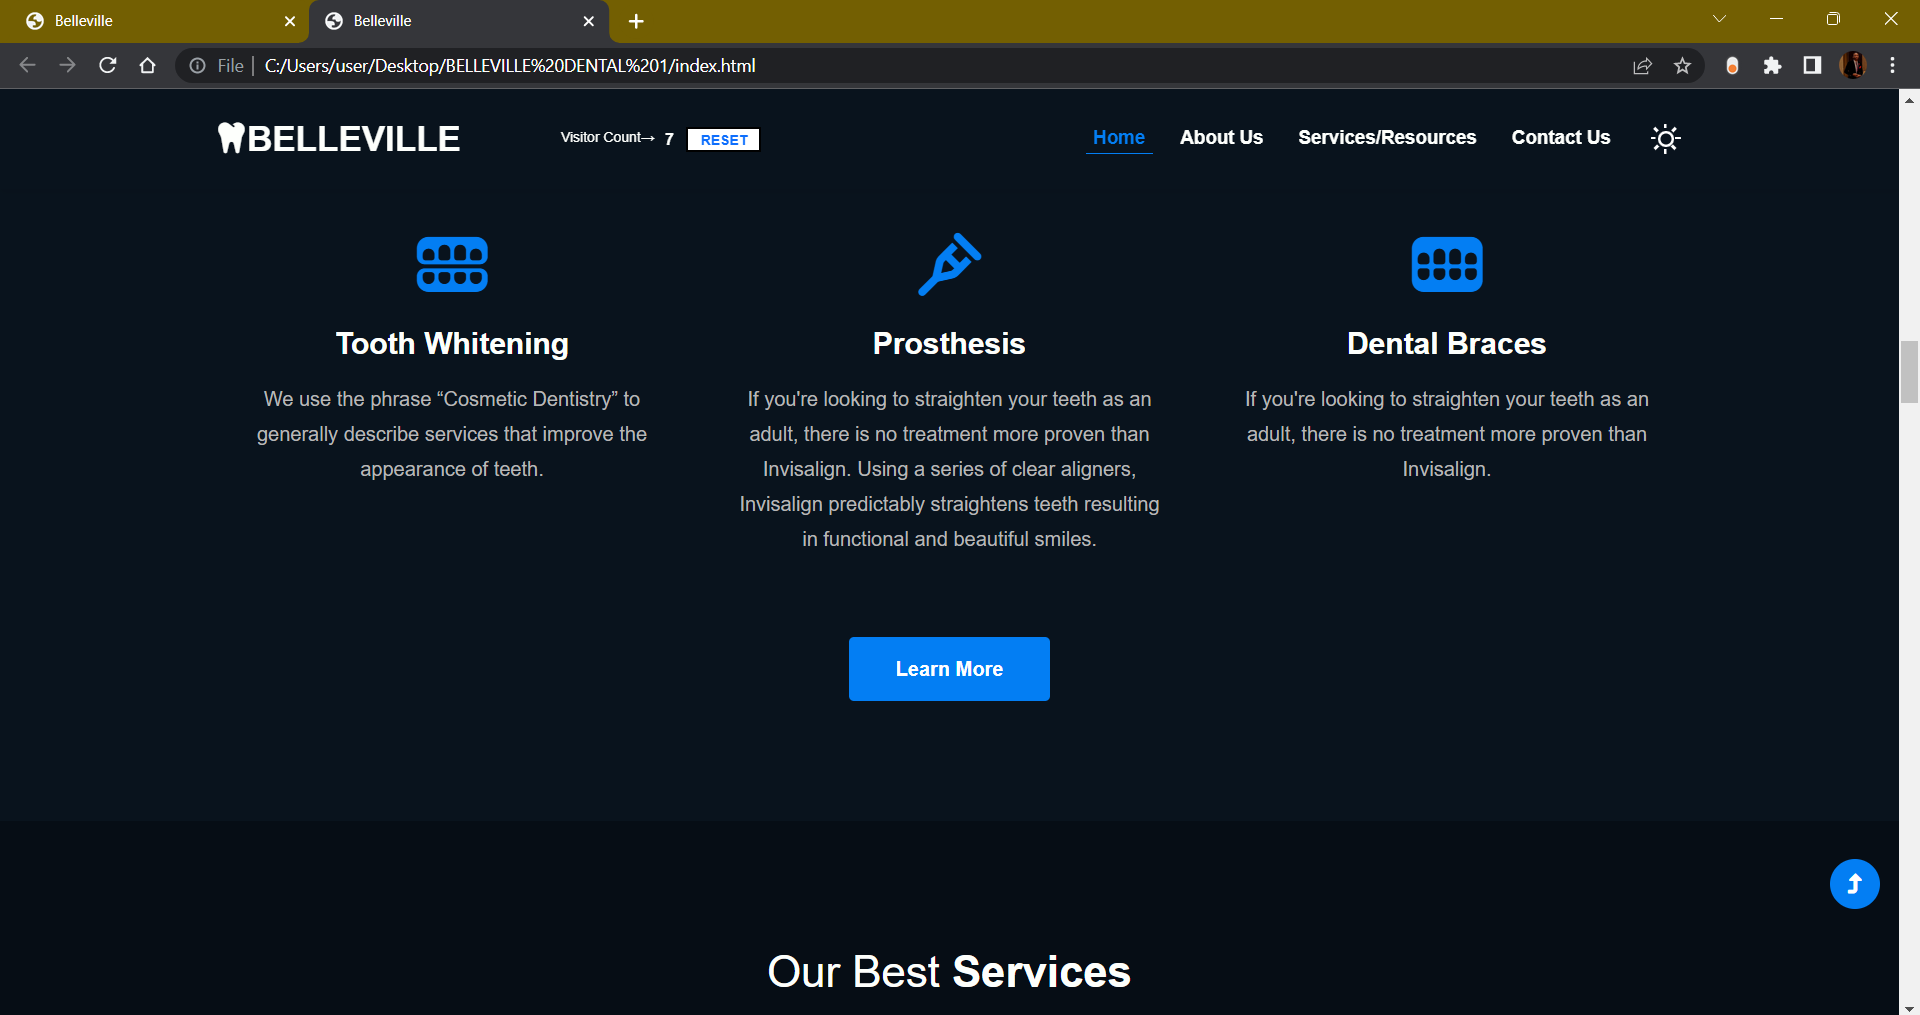 Belleville
Belleville
File C:/Users/user/Desktop/BELLEVILLE%20DENTAL%201/index.html
BELLEVILLE
Visitor Count→ 7 RESET
Home About Us Services/Resources Contact Us
Tooth Whitening
We use the phrase “Cosmetic Dentistry” to
generally describe services that improve the
appearance of teeth.
Prosthesis
If you're looking to straighten your teeth as an
adult, there is no treatment more proven than
Invisalign. Using a series of clear aligners,
Invisalign predictably straightens teeth resulting
in functional and beautiful smiles.
Dental Braces
If you're looking to straighten your teeth as an
adult, there is no treatment more proven than
Invisalign.
Learn More
Our Best Services